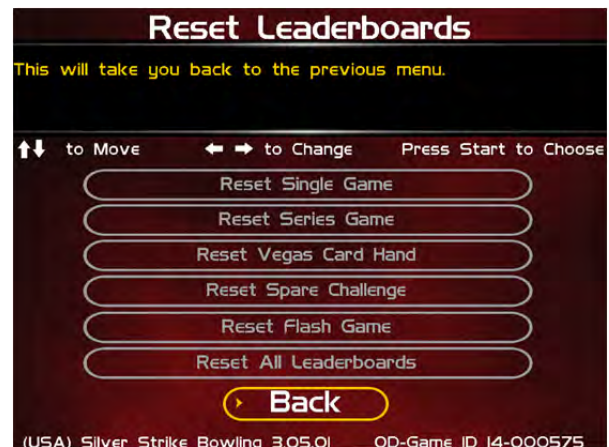 Reset Leaderboards
This will take you back to the previous menu.
to Move to Change Press Start to Choose
Reset Single Game
Reset Series Game
Reset Vegas Card Hand
Reset Spare Challenge
Reset Flash Game
Reset All Leaderboards
Back
(USA) Silver Strike Bowling 3.05.01 OD-Game ID 14-000575